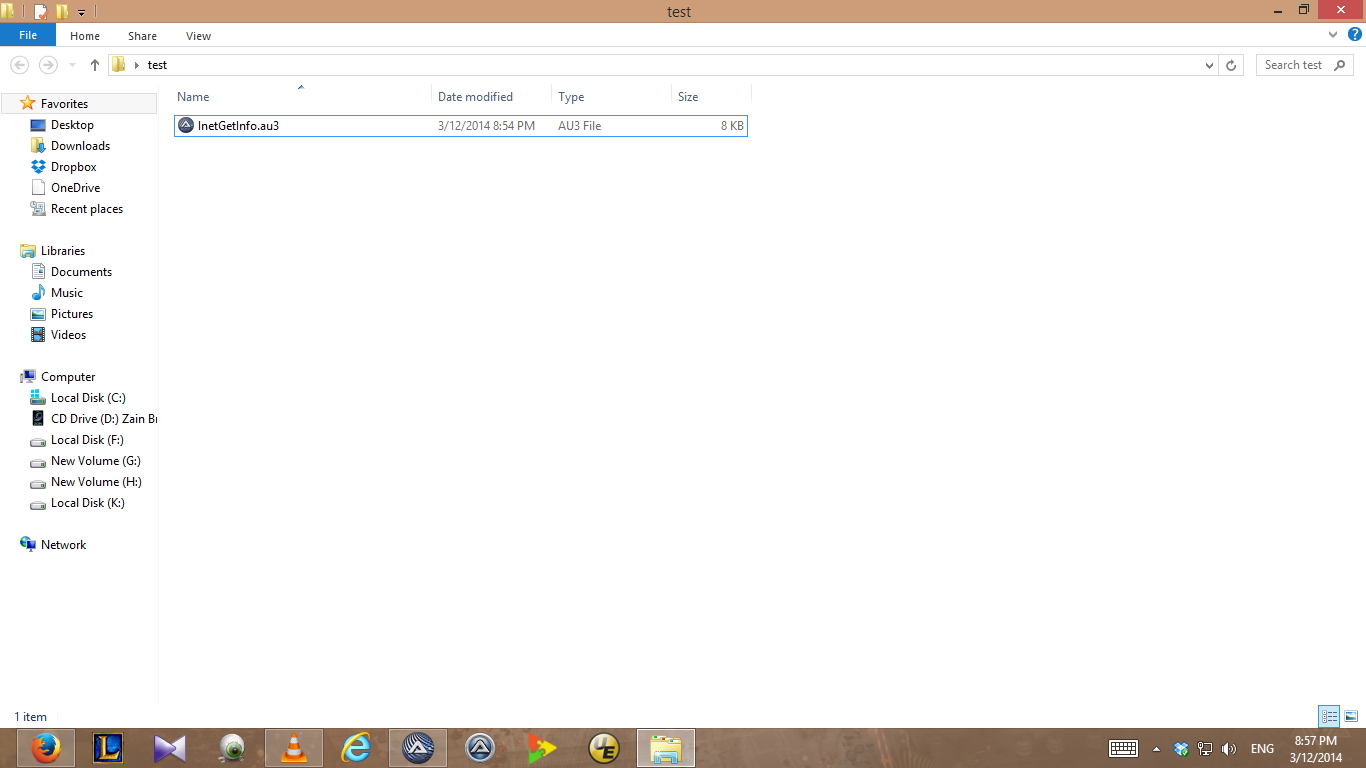 test
File Home Share View
test Search test
Name Date modified Type Size
InetGetInfo.au3 3/12/2014 8:54 PM AU3 File 8 KB
Favorites
Desktop
Downloads
Dropbox
OneDrive
Recent places
Libraries
Documents
Music
Pictures
Videos
Computer
Local Disk (C:)
CD Drive (D:) Zain Br
Local Disk (F:)
New Volume (G:)
New Volume (H:)
Local Disk (K:)
Network
1 item
ENG 8:57 PM
3/12/2014